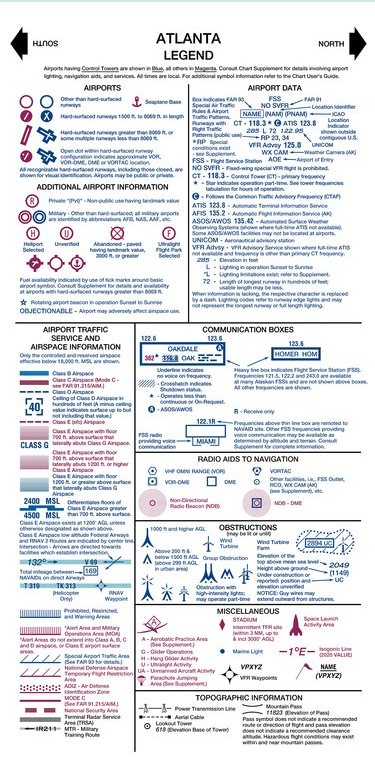 SOUTH
ATLANTA
NORTH
LEGEND
Airports having Control Towers are shown in Blue, all others in Magenta. Consult Chart Supplement for details involving airport
lighting, navigation aids, and services. All times are local. For additional symbol information refer to the Chart User's Guide.
AIRPORTS
Other than hard-surfaced
runways
Seaplane Base
Hard-surfaced runways 1500 ft. to 8069 ft. in length
Hard-surfaced runways greater than 8069 ft. or
some multiple runways less than 8069 ft.
Open dot within hard-surfaced runway
configuration indicates approximate VOR,
VOR-DME, DME or VORTAC location.
All recognizable hard-surfaced runways, including those closed, are
shown for visual identification. Airports may be public or private.
ADDITIONAL AIRPORT INFORMATION
R
Private "(Pvt)" - Non-public use having landmark value
Military - Other than hard-surfaced; all military airports
are identified by abbreviations AFB, NAS, AAF, etc.
H
U
F
Heliport
Selected
Unverified
Abandoned - paved
having landmark value,
3000 ft. or greater
Ultralight
Flight Park
Selected
Fuel availability indicated by use of tick marks around basic
airport symbol. Consult Supplement for details and availability
at airports with hard-surfaced runways greater than 8069 ft.
Rotating airport beacon in operation Sunset to Sunrise
OBJECTIONABLE - Airport may adversely affect airspace use.
AIRPORT DATA
Box indicates FAR 93
Special Air Traffic
Rules & Airport
Traffic Patterns.
Runways with
Right Traffic
Patterns (public use)
*RP Special
conditions exist
- see Supplement.
FSS
NO SVFR
FAR 91
Location Identifier
NAME (NAM) (PNAM)
CT - 118.3 * C ATIS 123.8
285 L 72 122.95
RP 23, 34
VFR Advsy 125.0
WX CAM
AOE
ICAO
Location
Indicator
shown outside
contiguous U.S.
UNICOM
Weather Camera (AK)
Airport of Entry
FSS - Flight Service Station
NO SVFR - Fixed-wing special VFR flight is prohibited.
CT - 118.3 - Control Tower (CT) - primary frequency
* - Star indicates operation part-time. See tower frequencies
tabulation for hours of operation.
C - Follows the Common Traffic Advisory Frequency (CTAF)
ATIS 123.8 - Automatic Terminal Information Service
AFIS 135.2 - Automatic Flight Information Service (AK)
ASOS/AWOS 135.42 - Automated Surface Weather
Observing Systems (shown where full-time ATIS not available).
Some ASOS/AWOS facilities may not be located at airports.
UNICOM - Aeronautical advisory station
VFR Advsy - VFR Advisory Service shown where full-time ATIS
not available and frequency is other than primary CT frequency.
285 - Elevation in feet
L - Lighting in operation Sunset to Sunrise
*L - Lighting limitations exist; refer to Supplement.
72 - Length of longest runway in hundreds of feet;
usable length may be less.
When information is lacking, the respective character is replaced
by a dash. Lighting codes refer to runway edge lights and may not
represent the longest runway or full length lighting.
AIRPORT TRAFFIC
SERVICE AND
AIRSPACE INFORMATION
Only the controlled and reserved airspace
effective below 18,000 ft. MSL are shown.
Class B Airspace
Class C Airspace (Mode C -
see FAR 91.215/AIM.)
Class D Airspace
40
Ceiling of Class D Airspace in
hundreds of feet (A minus ceiling
value indicates surface up to but
not including that value.)
Class E (sfc) Airspace
CLASS G
Class E Airspace with floor
700 ft. above surface that
laterally abuts Class G Airspace.
Class E Airspace with floor
700 ft. above surface that
laterally abuts 1200 ft. or higher
Class E Airspace
Class E Airspace with floor
1200 ft. or greater above surface
that laterally abuts Class G
Airspace
2400 MSL
4500 MSL
Differentiates floors of
Class E Airspace greater
than 700 ft. above surface.
Class E Airspace exists at 1200' AGL unless
otherwise designated as shown above.
Class E Airspace low altitude Federal Airways
and RNAV 2 Routes are indicated by center line.
Intersection - Arrows are directed towards
facilities which establish intersection.
132°
V 69
169
Total mileage between
NAVAIDs on direct Airways
T 319
TK 313
(Helicopter
Only)
RNAV
Waypoint
Prohibited, Restricted,
and Warning Areas
*Alert Area and Military
Operations Area (MOA)
*Alert Areas do not extend into Class A, B, C
and D airspace, or Class E airport surface
areas.
Special Airport Traffic Area
(See FAR 93 for details.)
National Defense Airspace
Temporary Flight Restriction
Area
ADIZ - Air Defense
Identification Zone
MODE C
(See FAR 91.215/AIM.)
National Security Area
Terminal Radar Service
Area (TRSA)
IR211
MTR - Military
Training Route
COMMUNICATION BOXES
122.6
123.6
OAKDALE
362* OAK A
123.6
HOMER HOM
Underline indicates
no voice on frequency.
Crosshatch indicates
Shutdown status.
* - Operates less than
continuous or On-Request.
A - ASOS/AWOS
Heavy line box indicates Flight Service Station (FSS).
Frequencies 121.5, 122.2 and 243.0 are available
at many Alaskan FSSs and are not shown above boxes.
All other frequencies are shown.
R - Receive only
122.1R
MIAMI
FSS radio
providing voice
communication
Frequencies above thin line box are remoted to
NAVAID site. Other FSS frequencies providing
voice communication may be available as
determined by altitude and terrain. Consult
Supplement for complete information.
RADIO AIDS TO NAVIGATION
VHF OMNI RANGE (VOR)
VORTAC
VOR-DME
DME
Other facilities, i.e., FSS Outlet,
RCO, WX CAM (AK)
(see Supplement), etc.
Non-Directional
Radio Beacon (NDB)
NDB - DME
OBSTRUCTIONS
(may be lit or unlit)
1000 ft and higher AGL
Above 200 ft &
below 1000 ft AGL
(above 299 ft AGL
in urban area)
Wind
Turbine
Group Obstruction
Obstruction with
high-intensity lights;
may operate part-time
Wind Turbine
Farm
2894 UC
Elevation of the
top above mean sea level
2049
Height above ground
(1149)
Under construction or
reported: position and
elevation unverified
UC
NOTICE: Guy wires may
extend outward from structures.
MISCELLANEOUS
A - Aerobatic Practice Area
(See Supplement.)
G - Glider Operations
H - Hang Glider Activity
U - Ultralight Activity
UA - Unmanned Aircraft Activity
Parachute Jumping
Area (See Supplement.)
STADIUM
Intermittent TFR site
(within 3 NM, up to
and incl 3000' AGL)
Marine Light
VPXYZ
VFR Waypoints
Space Launch
Activity Area
1°E
Isogonic Line
(2020 VALUE)
NAME
(VPXYZ)
TOPOGRAPHIC INFORMATION
Power Transmission Line
Aerial Cable
Lookout Tower
618 (Elevation Base of Tower)
Mountain Pass
11823 (Elevation of Pass)
Pass symbol does not indicate a recommended
route or direction of flight and pass elevation
does not indicate a recommended clearance
altitude. Hazardous flight conditions may exist
within and near mountain passes.